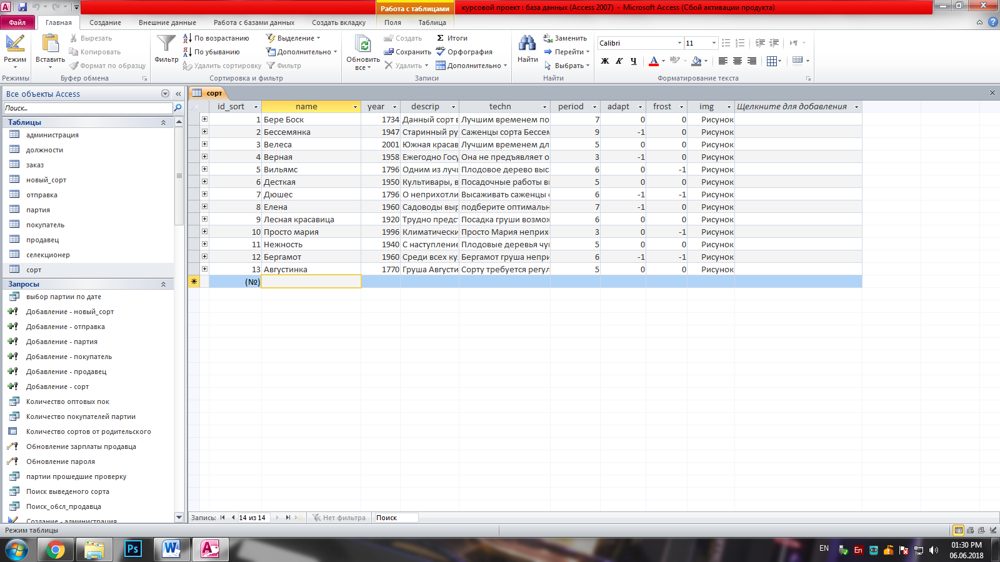 Работа с таблицами
курсовой проект : база данных (Access 2007) - Microsoft Access (Сбой активации продукта)
Файл Главная Создание Внешние данные Работа с базами данных Создать вкладку Поля Таблица
Режим
Режимы
Вставить
Вырезать
Копировать
Формат по образцу
Буфер обмена
Фильтр
По возрастанию
По убыванию
Удалить сортировку
Выделение
Дополнительно
Фильтр
Сортировка и фильтр
Обновить все
Создать
Сохранить
Удалить
Итоги
Орфография
Дополнительно
Записи
Найти
Заменить
Перейти
Выбрать
Найти
Calibri 11
Ж К Ч
Форматирование текста
Все объекты Access
Поиск...
Таблицы
администрация
должности
заказ
новый_сорт
отправка
партия
покупатель
продавец
селекционер
сорт
Запросы
выбор партии по дате
Добавление - новый_сорт
Добавление - отправка
Добавление - партия
Добавление - покупатель
Добавление - продавец
Добавление - сорт
Количество оптовых пок
Количество покупателей партии
Количество сортов от родительского
Обновление зарплаты продавца
Обновление пароля
партии прошедшие проверку
Поиск выведеного сорта
Поиск_обсл_продавца
Создание - администрация
сорт
id_sort name year descrip techn period adapt frost img Щелкните для добавления
1 Бере Боск 1734 Данный сорт в Лучшим временем по 7 0 0 Рисунок
2 Бессемянка 1947 Старинный ру Саженцы сорта Бессем 9 -1 0 Рисунок
3 Велеса 2001 Южная красав Лучшим временем дл 5 0 0 Рисунок
4 Верная 1958 Ежегодно Госу Она не предъявляет о 3 -1 0 Рисунок
5 Вильямс 1796 Одним из лучш Плодовое дерево выс 6 0 -1 Рисунок
6 Десткая 1950 Культивары, в Посадочные работы вы 5 0 0 Рисунок
7 Дюшес 1796 О неприхотли Высаживать саженцы 6 -1 -1 Рисунок
8 Елена 1960 Садоводы выр подберите оптимальн 7 -1 0 Рисунок
9 Лесная красавица 1920 Трудно предс Посадка груши возмож 6 0 0 Рисунок
10 Просто мария 1996 Климатически Просто Мария неприх 3 0 -1 Рисунок
11 Нежность 1940 С наступление Плодовые деревья чу 5 0 0 Рисунок
12 Бергамот 1960 Среди всех ку Бергамот груша непри 6 -1 -1 Рисунок
13 Августинка 1770 Груша Августи Сорту требуется регул 5 0 0 Рисунок
(№)
Запись: 14 из 14 Нет фильтра Поиск
Режим таблицы
EN
01:30 PM
06.06.2018